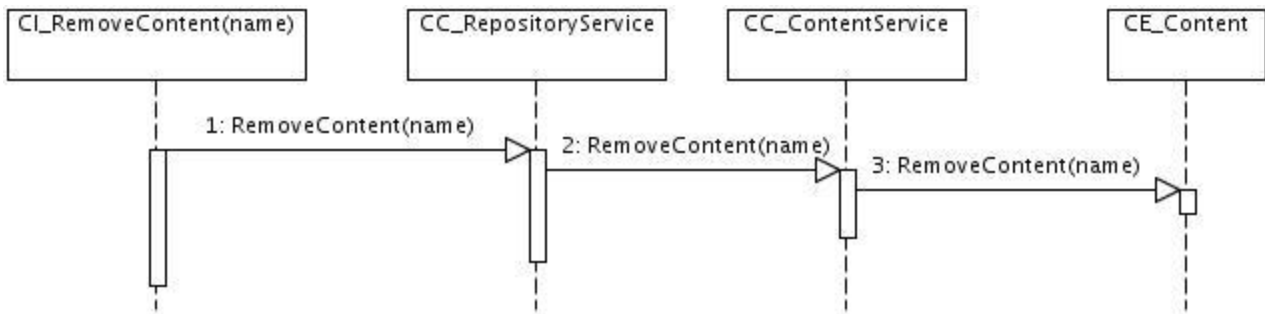 CI_RemoveContent(name)
CC_RepositoryService
CC_ContentService
CE_Content
1: RemoveContent(name)
2: RemoveContent(name)
3: RemoveContent(name)